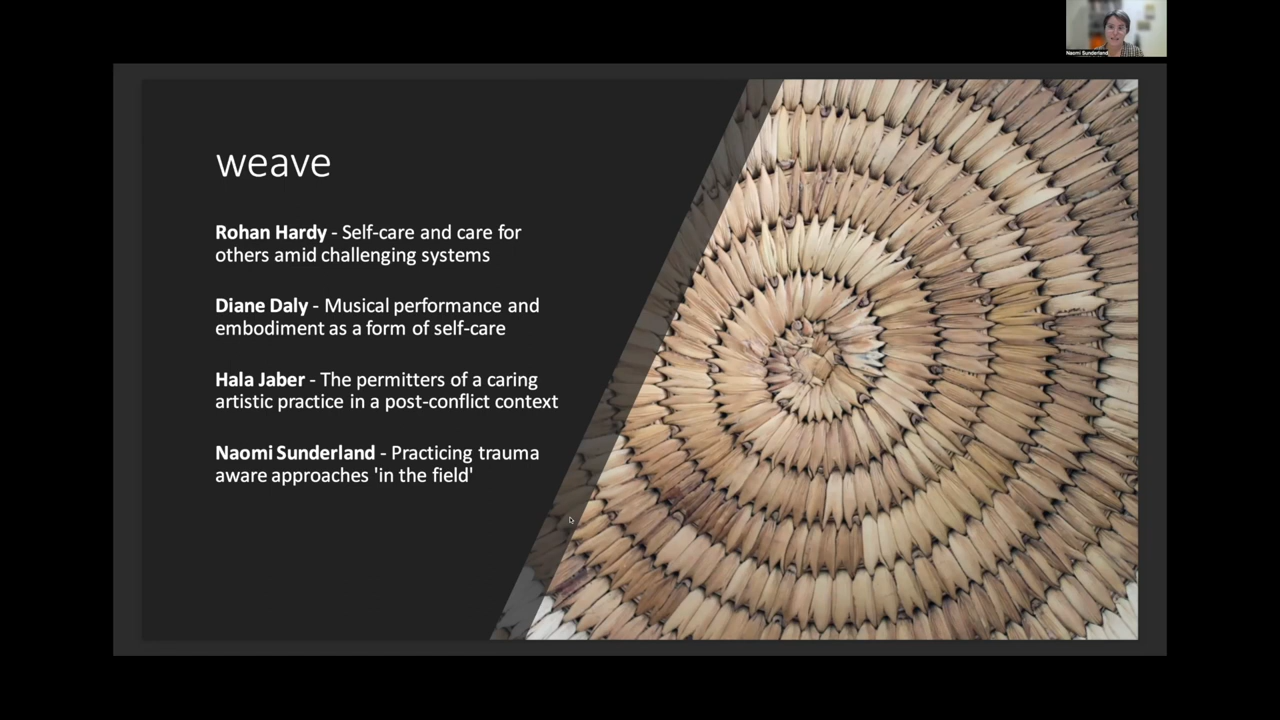 Naomi Sunderland
weave
Rohan Hardy - Self-care and care for
others amid challenging systems
Diane Daly - Musical performance and
embodiment as a form of self-care
Hala Jaber - The permitters of a caring
artistic practice in a post-conflict context
Naomi Sunderland - Practicing trauma
aware approaches 'in the field'